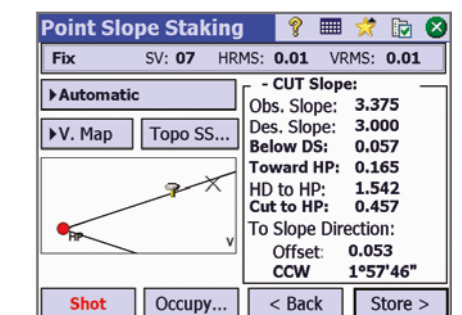 Point Slope Staking
Fix SV: 07 HRMS: 0.01 VRMS: 0.01
Automatic
V. Map Topo SS...
HP
V
- CUT Slope:
Obs. Slope: 3.375
Des. Slope: 3.000
Below DS: 0.057
Toward HP: 0.165
HD to HP: 1.542
Cut to HP: 0.457
To Slope Direction:
Offset: 0.053
CCW 1°57'46"
Shot Occupy... < Back Store >